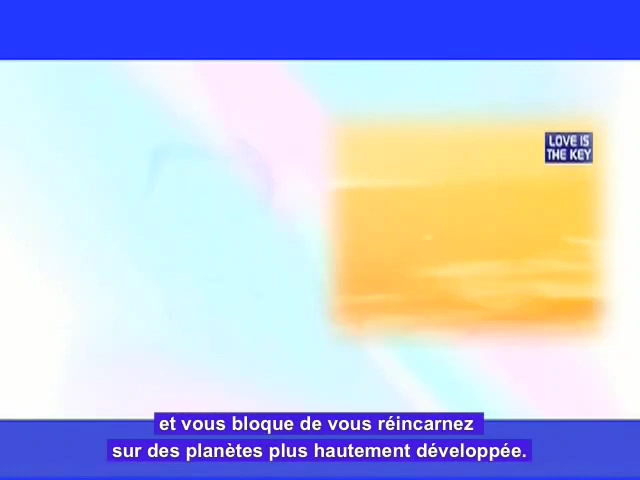 LOVE IS
THE KEY
et vous bloque de vous réincarnez
sur des planètes plus hautement développée.